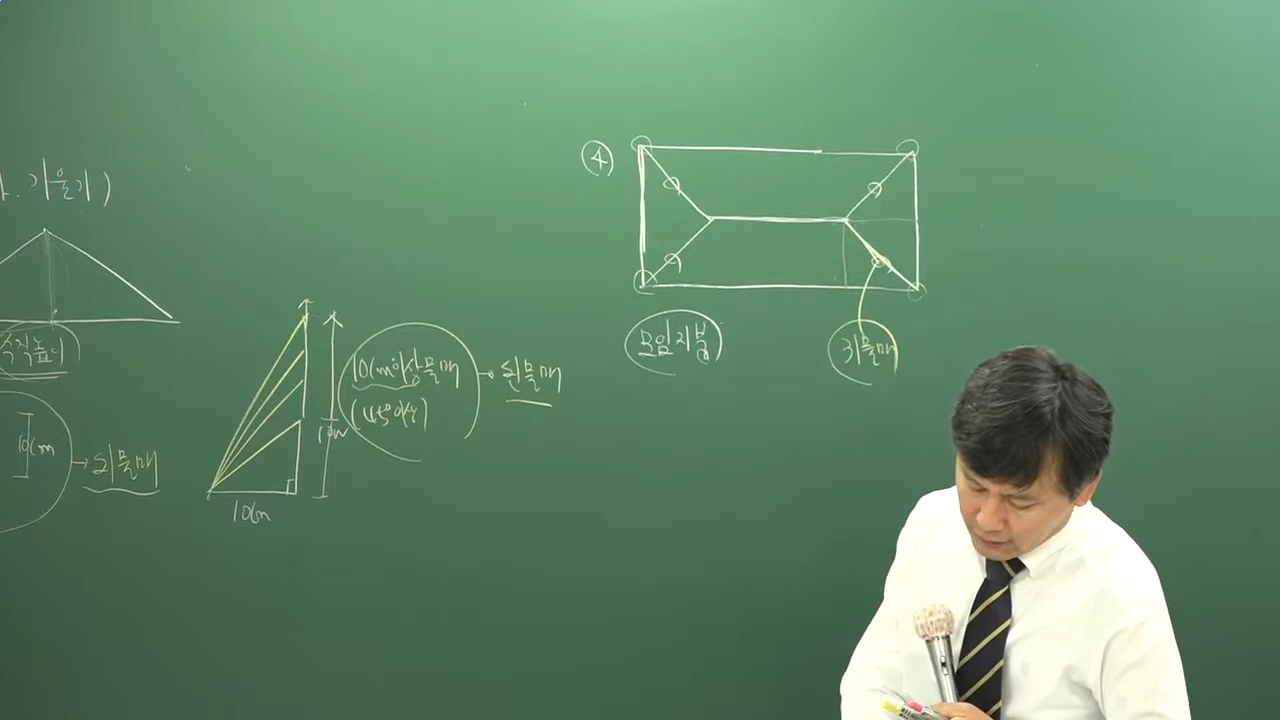 . 기울기)
수직높이
10cm
되물매
10cm
10cm
10cm이상물매
(45°이상)
된물매
④
모임지붕
귀물매